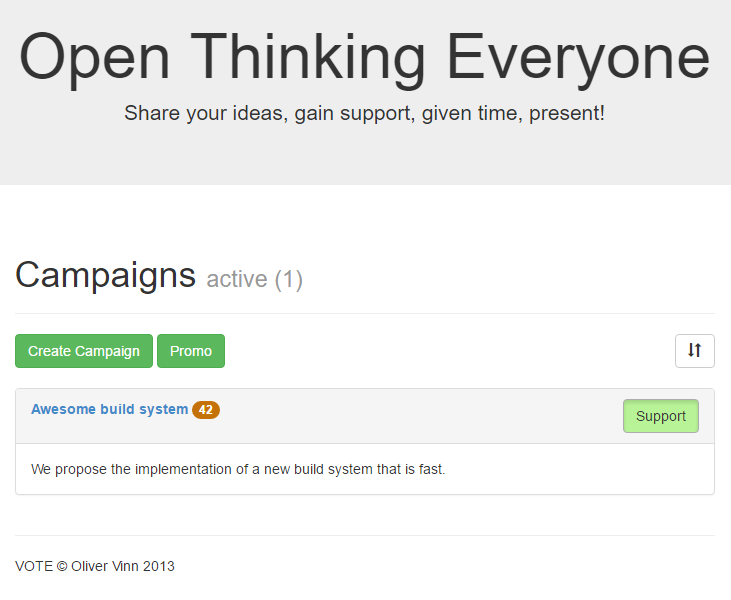 Open Thinking Everyone
Share your ideas, gain support, given time, present!
Campaigns active (1)
Create Campaign Promo
Awesome build system 42 Support
We propose the implementation of a new build system that is fast.
VOTE © Oliver Vinn 2013